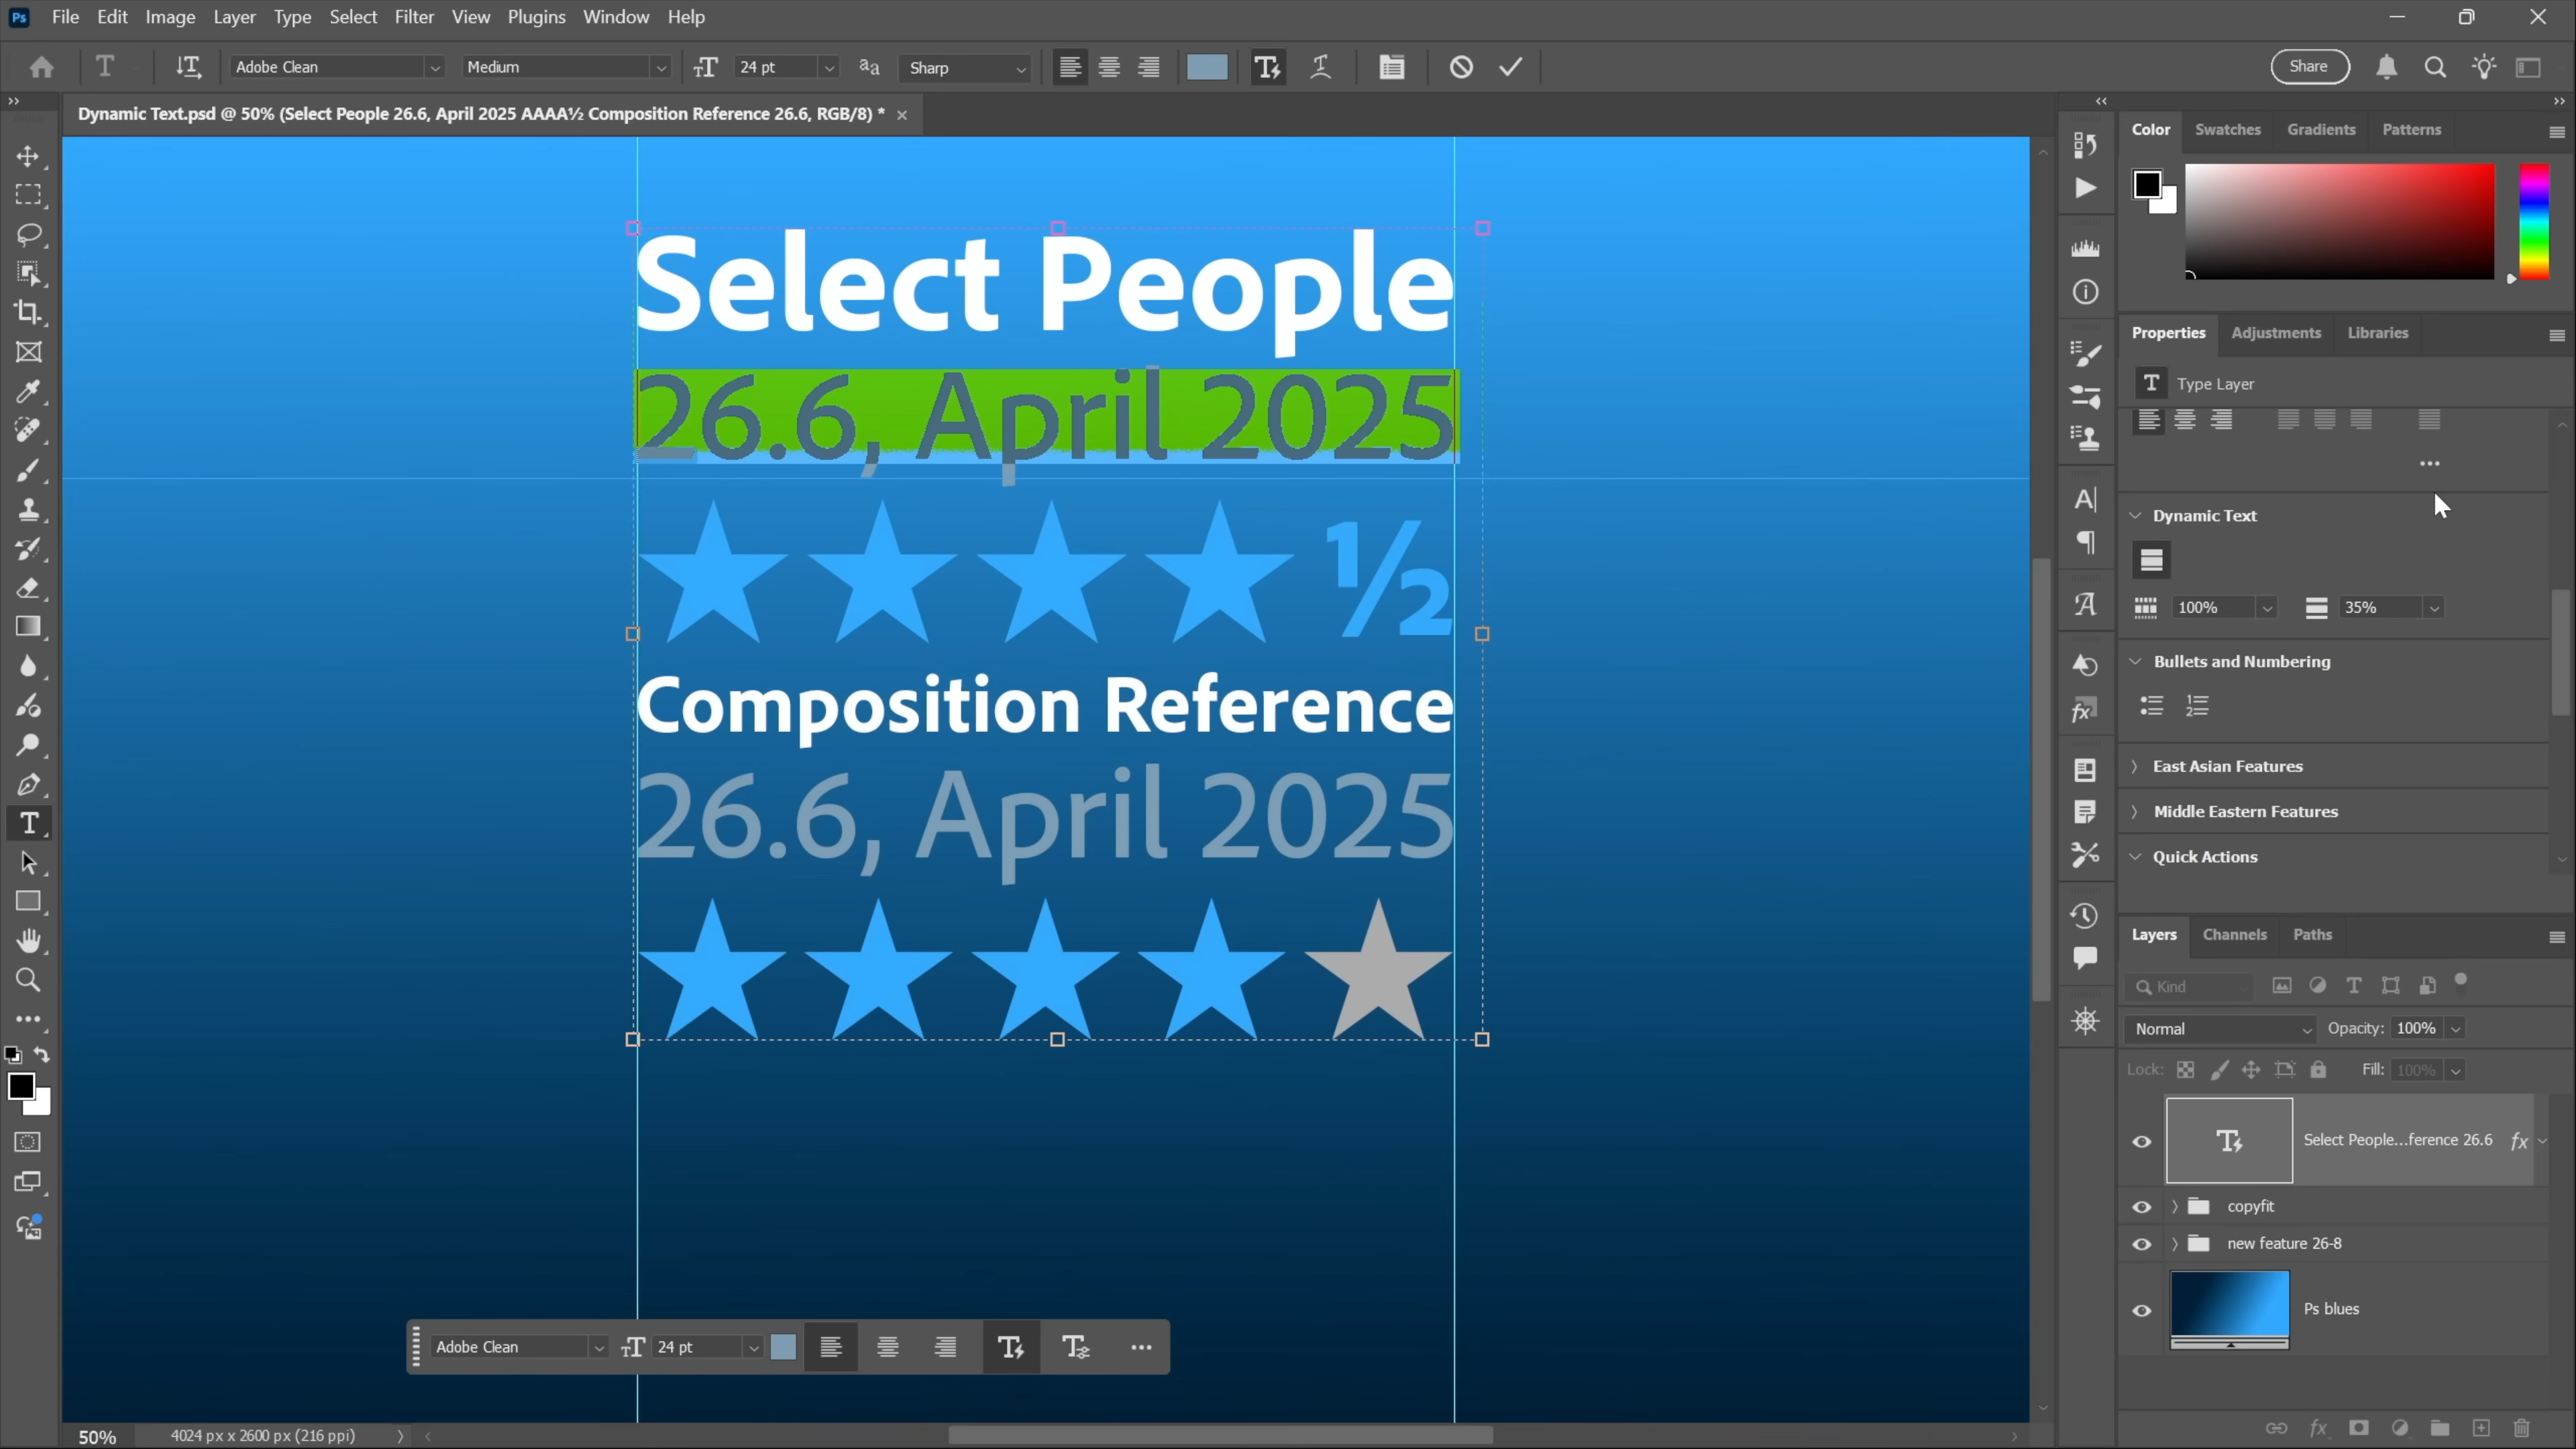 Ps File Edit Image Layer Type Select Filter View Plugins Window Help
Adobe Clean Medium 24 pt Sharp Share
Dynamic Text.psd @ 50% (Select People 26.6, April 2025 AAAA½ Composition Reference 26.6, RGB/8) *
Color Swatches Gradients Patterns
Select People
26.6, April 2025
½
Composition Reference
26.6, April 2025
Properties Adjustments Libraries
Type Layer
Dynamic Text
100% 35%
Bullets and Numbering
East Asian Features
Middle Eastern Features
Quick Actions
Layers Channels Paths
Kind
Normal Opacity: 100%
Lock: Fill: 100%
Select People...ference 26.6 fx
copyfit
new feature 26-8
Ps blues
Adobe Clean 24 pt
50% 4024 px x 2600 px (216 ppi)